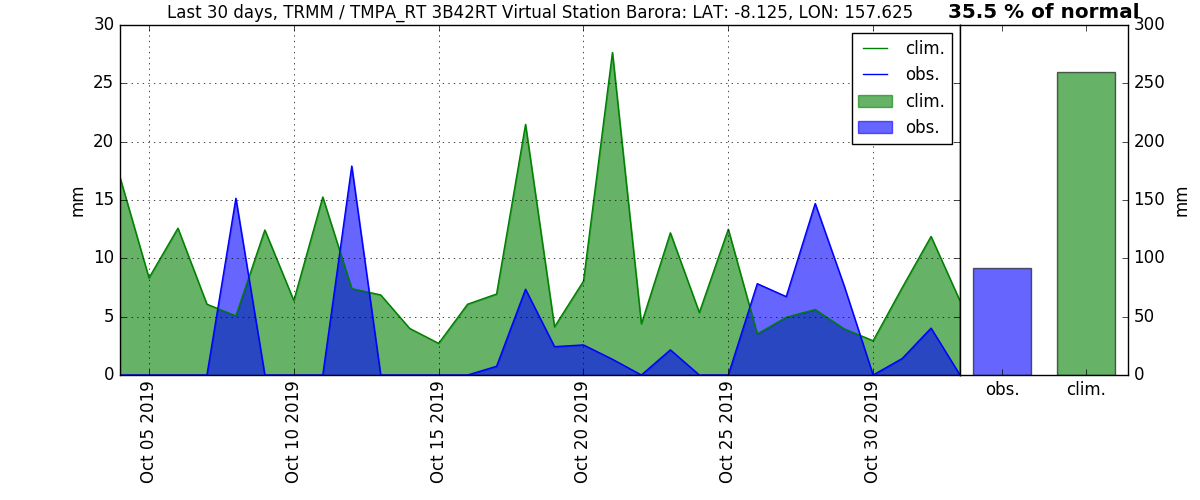 Last 30 days, TRMM / TMPA_RT 3B42RT Virtual Station Barora: LAT: -8.125, LON: 157.625
35.5 % of normal
30
25
20
15
10
5
0
mm
clim.
obs.
clim.
obs.
Oct 05 2019
Oct 10 2019
Oct 15 2019
Oct 20 2019
Oct 25 2019
Oct 30 2019
300
250
200
150
100
50
0
mm
obs.
clim.